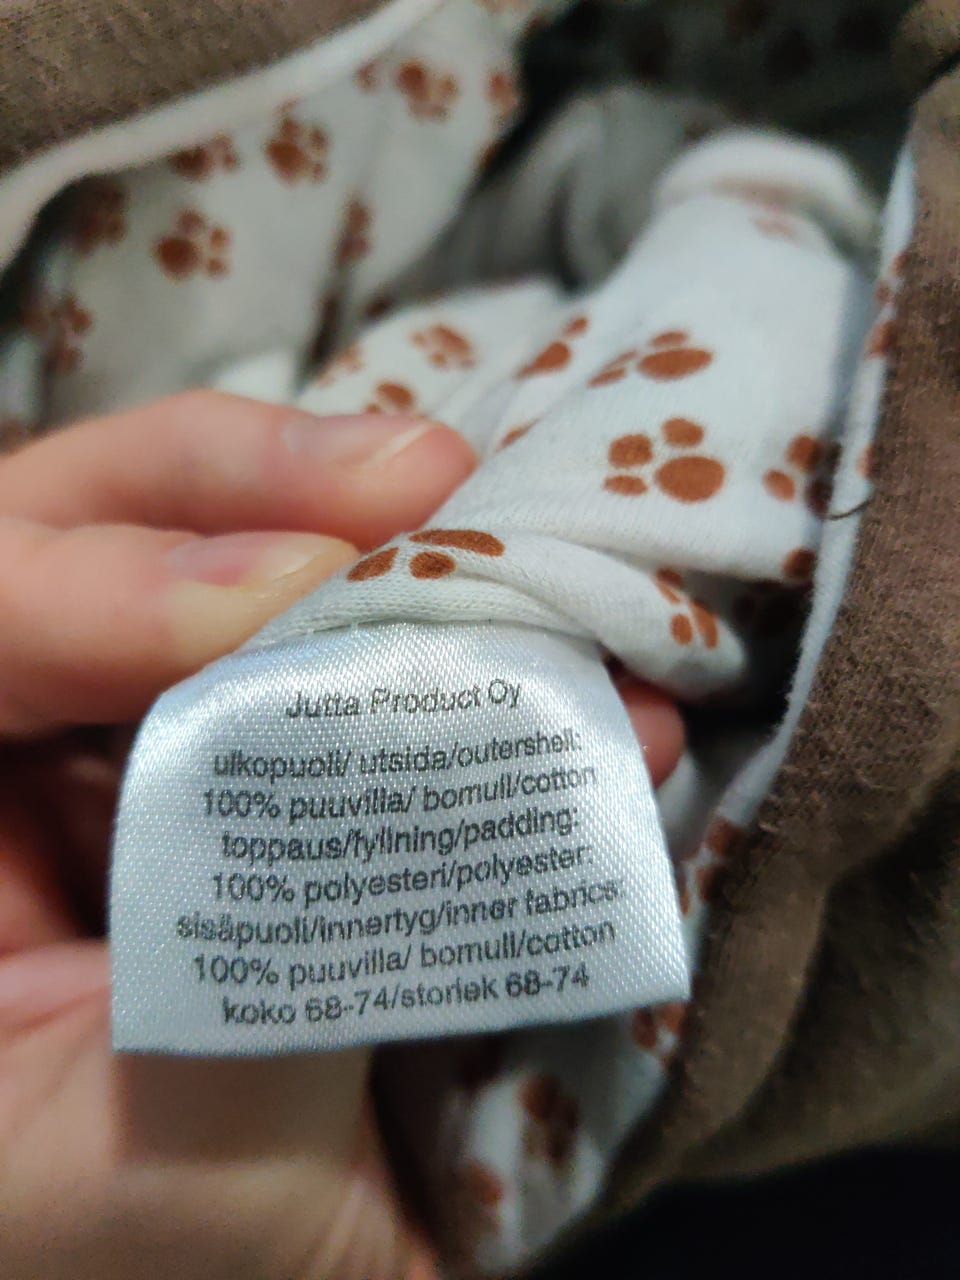 Jutta Product Oy
ulkopuoli/ utsida/outershell:
100% puuvilla/ bomull/cotton
toppaus/fyllning/padding:
100% polyesteri/polyester:
sisäpuoli/innertyg/inner fabrics:
100% puuvilla/ bomull/cotton
koko 68-74/storlek 68-74